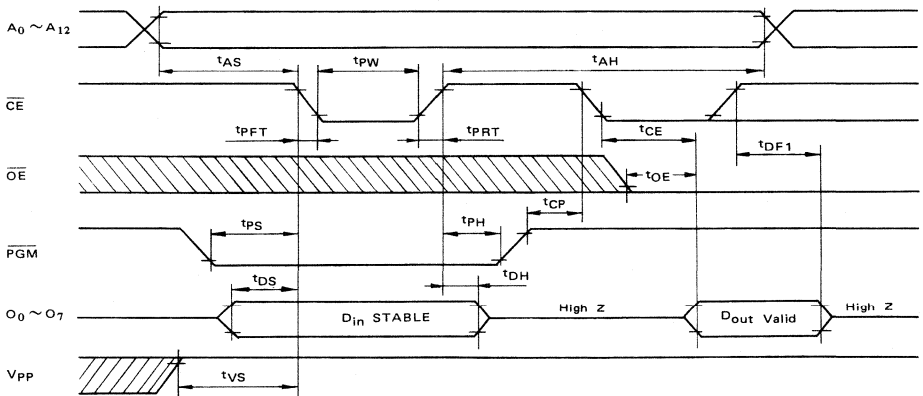 A0 ~ A12
tAS
tPW
tAH
CE
tPFT
tPRT
tCE
tDF1
OE
tOE
tCP
tPS
tPH
PGM
tDS
tDH
O0 ~ O7
Din STABLE
High Z
Dout Valid
High Z
VPP
tVS